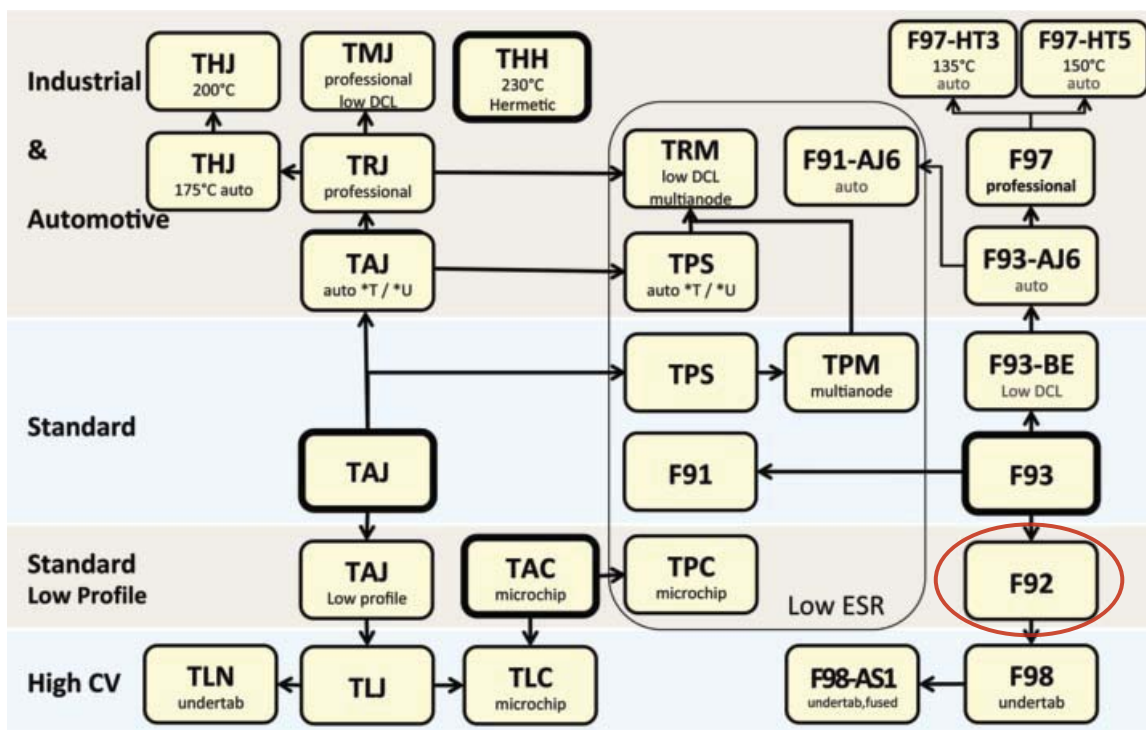 Industrial
&
Automotive
THJ
200°C
TMJ
professional
low DCL
THH
230°C
Hermetic
F97-HT3
135°C
auto
F97-HT5
150°C
auto
THJ
175°C auto
TRJ
professional
TRM
low DCL
multianode
F91-AJ6
auto
F97
professional
TAJ
auto *T / *U
TPS
auto *T / *U
F93-AJ6
auto
Standard
TPS
TPM
multianode
F93-BE
Low DCL
TAJ
F91
F93
Standard
Low Profile
TAJ
Low profile
TAC
microchip
TPC
microchip
Low ESR
F92
High CV
TLN
undertab
TLJ
TLC
microchip
F98-AS1
undertab,fused
F98
undertab